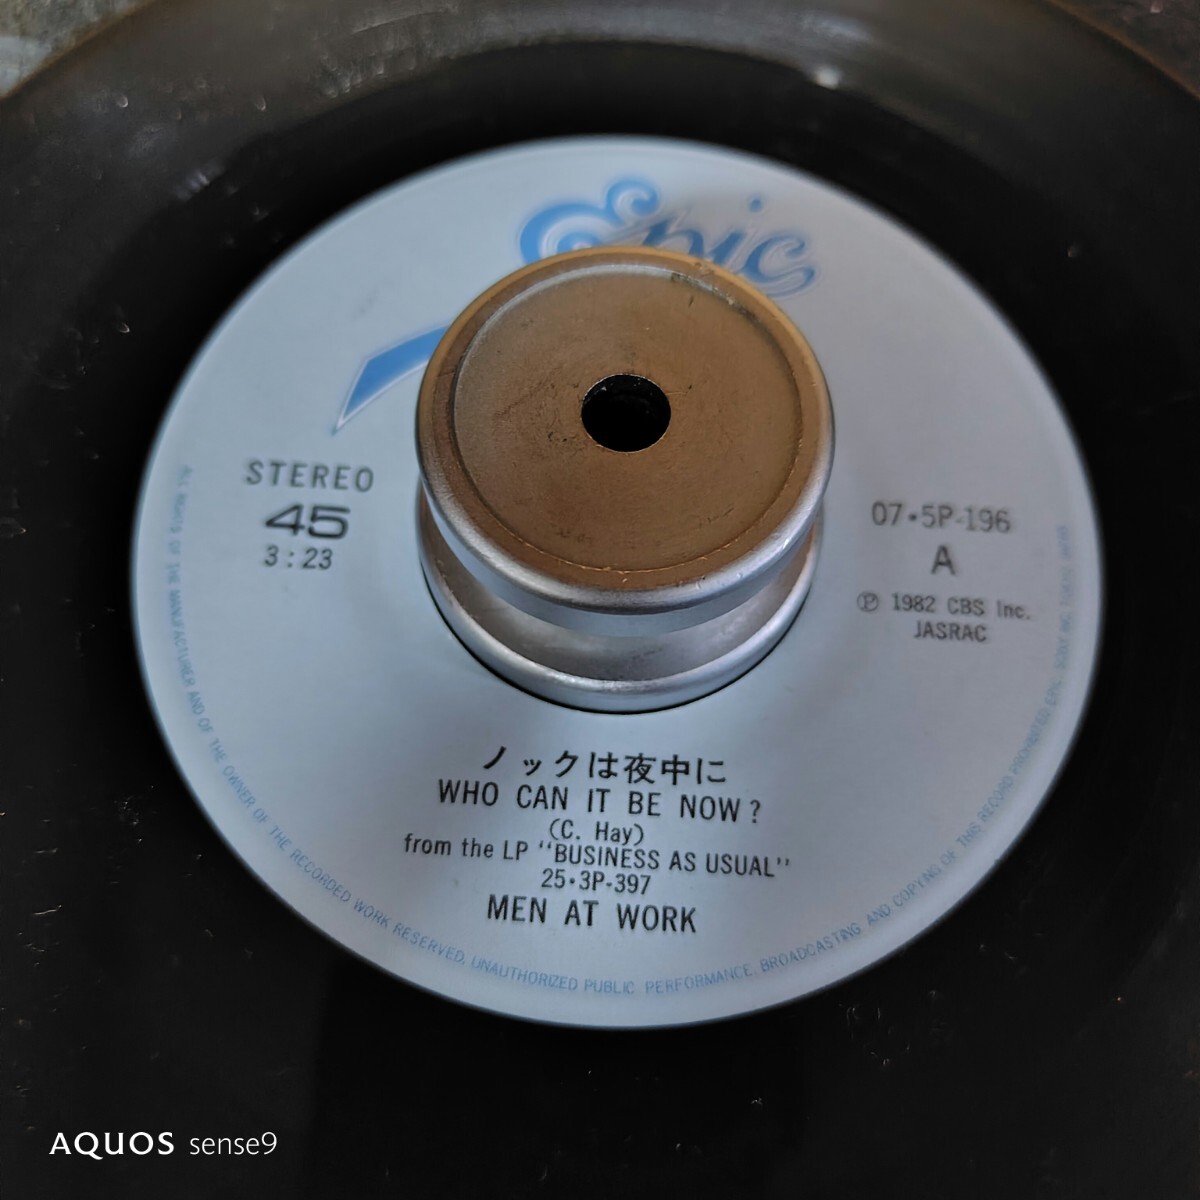 Epic
STEREO
45
3:23
07・5P-196
A
Ⓟ 1982 CBS Inc.
JASRAC
ノックは夜中に
WHO CAN IT BE NOW?
(C. Hay)
from the LP "BUSINESS AS USUAL"
25・3P-397
MEN AT WORK
ALL RIGHTS OF THE MANUFACTURER AND OF THE OWNER OF THE RECORDED WORK RESERVED. UNAUTHORIZED PUBLIC PERFORMANCE BROADCASTING AND COPYING OF THIS RECORD PROHIBITED
AQUOS sense9